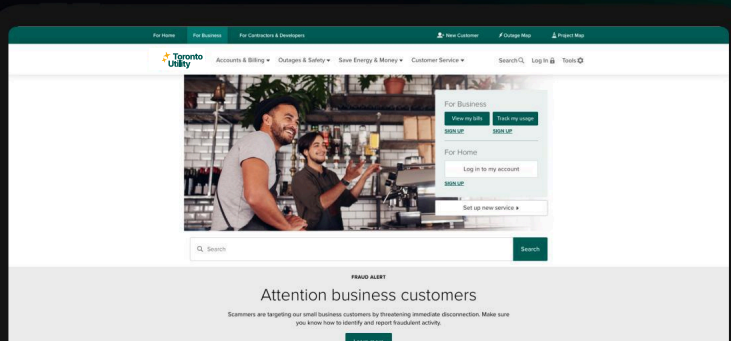 For Home For Business For Contractors & Developers New Customer Outage Map Project Map
Toronto
Utility
Accounts & Billing Outages & Safety Save Energy & Money Customer Service Search Log In Tools
For Business
View my bills Track my usage
SIGN UP SIGN UP
For Home
Log in to my account
SIGN UP
Set up new service
Search Search
FRAUD ALERT
Attention business customers
Scammers are targeting our small business customers by threatening immediate disconnection. Make sure
you know how to identify and report fraudulent activity.